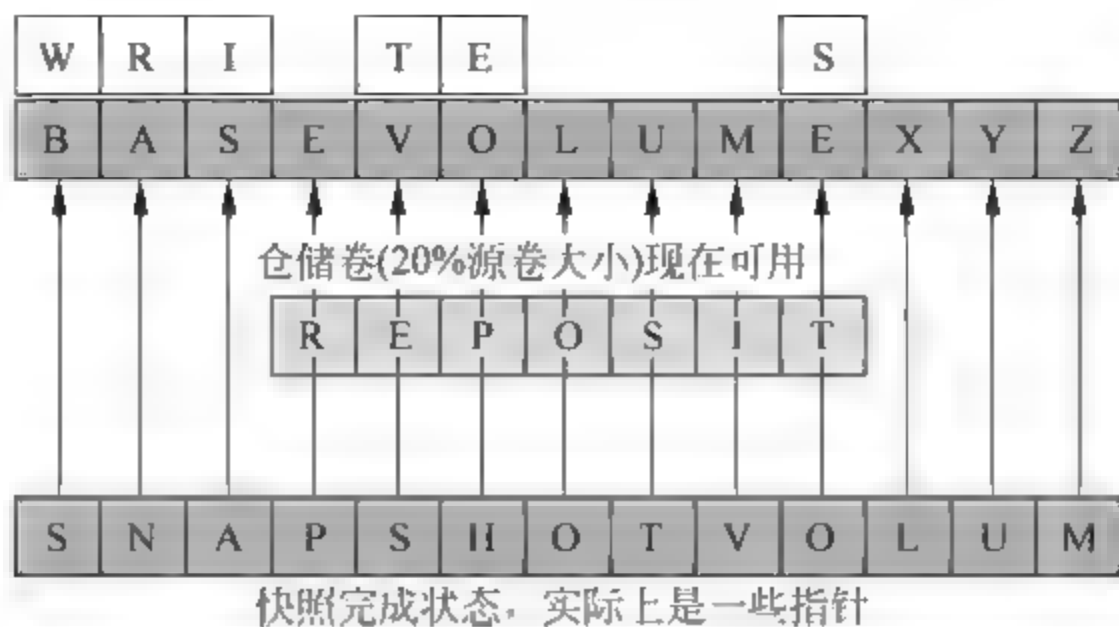 W R I T E S
B A S E V O L U M E X Y Z
仓储卷(20%源卷大小)现在可用
R E P O S I T
S N A P S H O T V O L U M
快照完成状态，实际上是一些指针